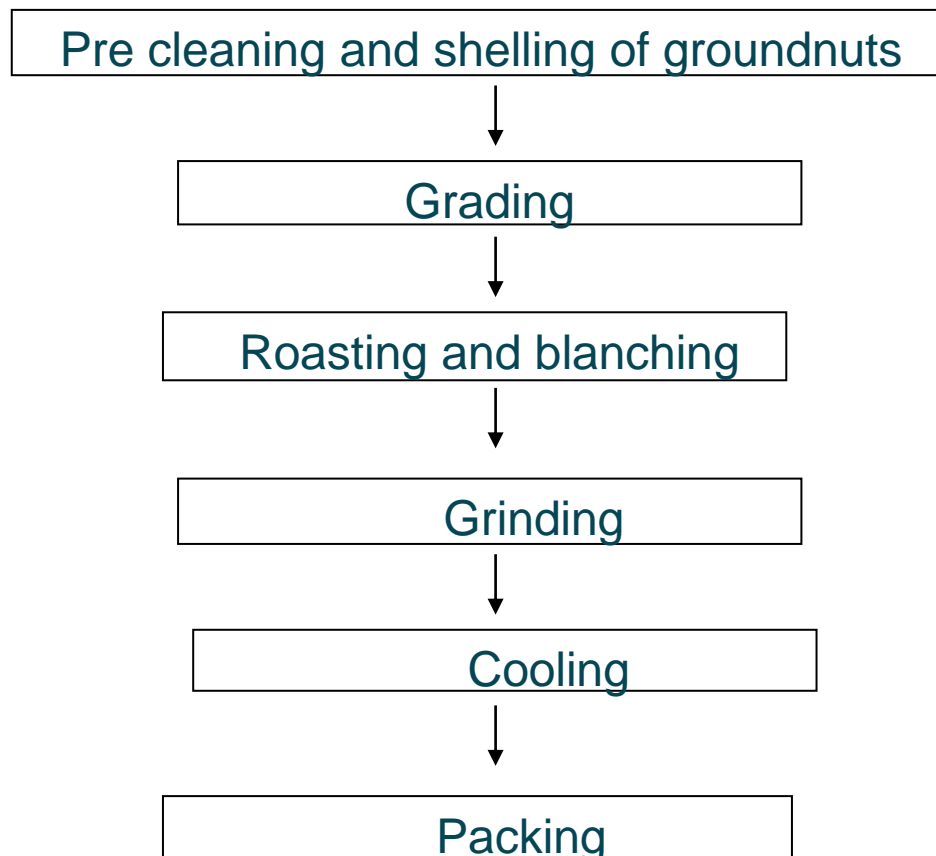 Pre cleaning and shelling of groundnuts
Grading
Roasting and blanching
Grinding
Cooling
Packing